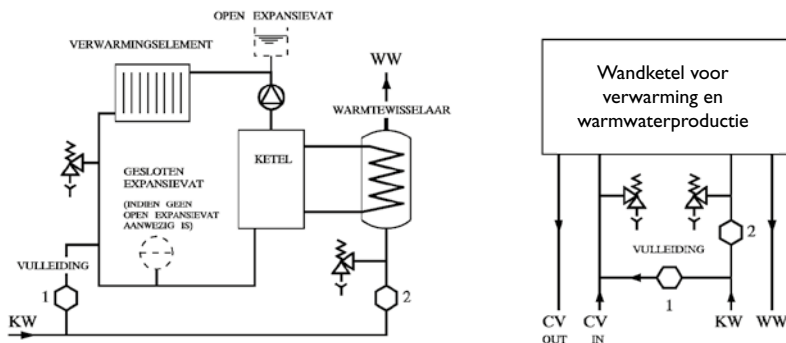 OPEN EXPANSIEVAT
VERWARMINGSELEMENT
WW
WARMTEWISSELAAR
KETEL
GESLOTEN
EXPANSIEVAT
(INDIEN GEEN
OPEN EXPANSIEVAT
AANWEZIG IS)
VULLEIDING
1
2
KW
Wandketel voor
verwarming en
warmwaterproductie
2
VULLEIDING
1
CV
OUT
CV
IN
KW
WW